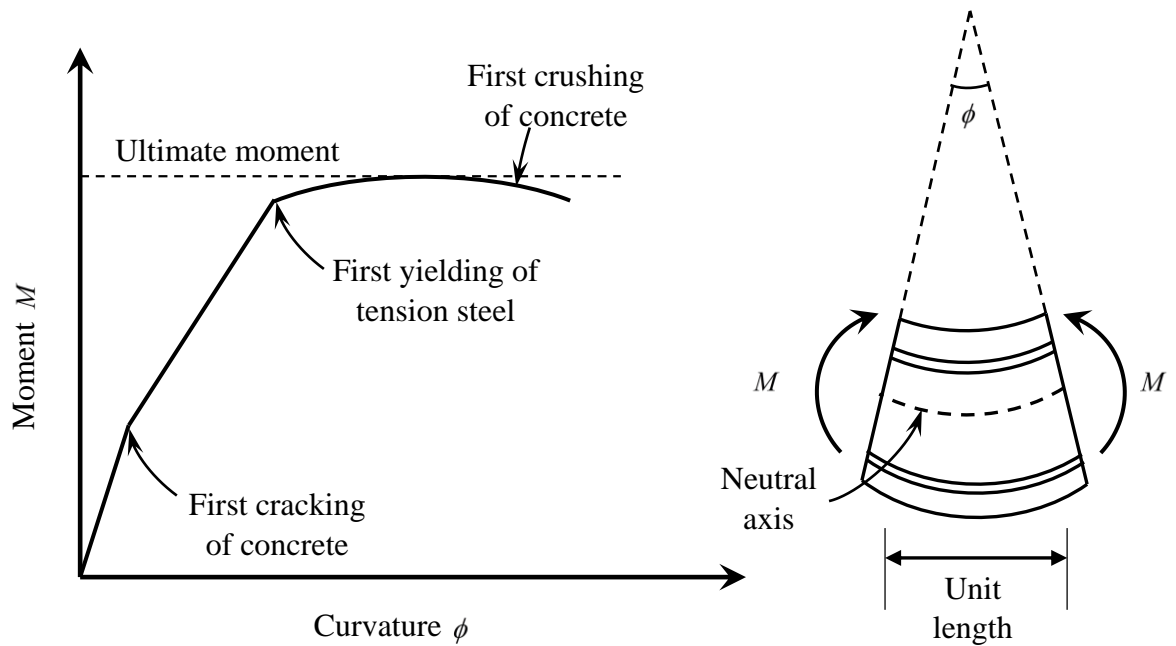 First crushing
of concrete
Ultimate moment
First yielding of
tension steel
Moment M
First cracking
of concrete
Curvature ϕ
ϕ
M
M
Neutral
axis
Unit
length